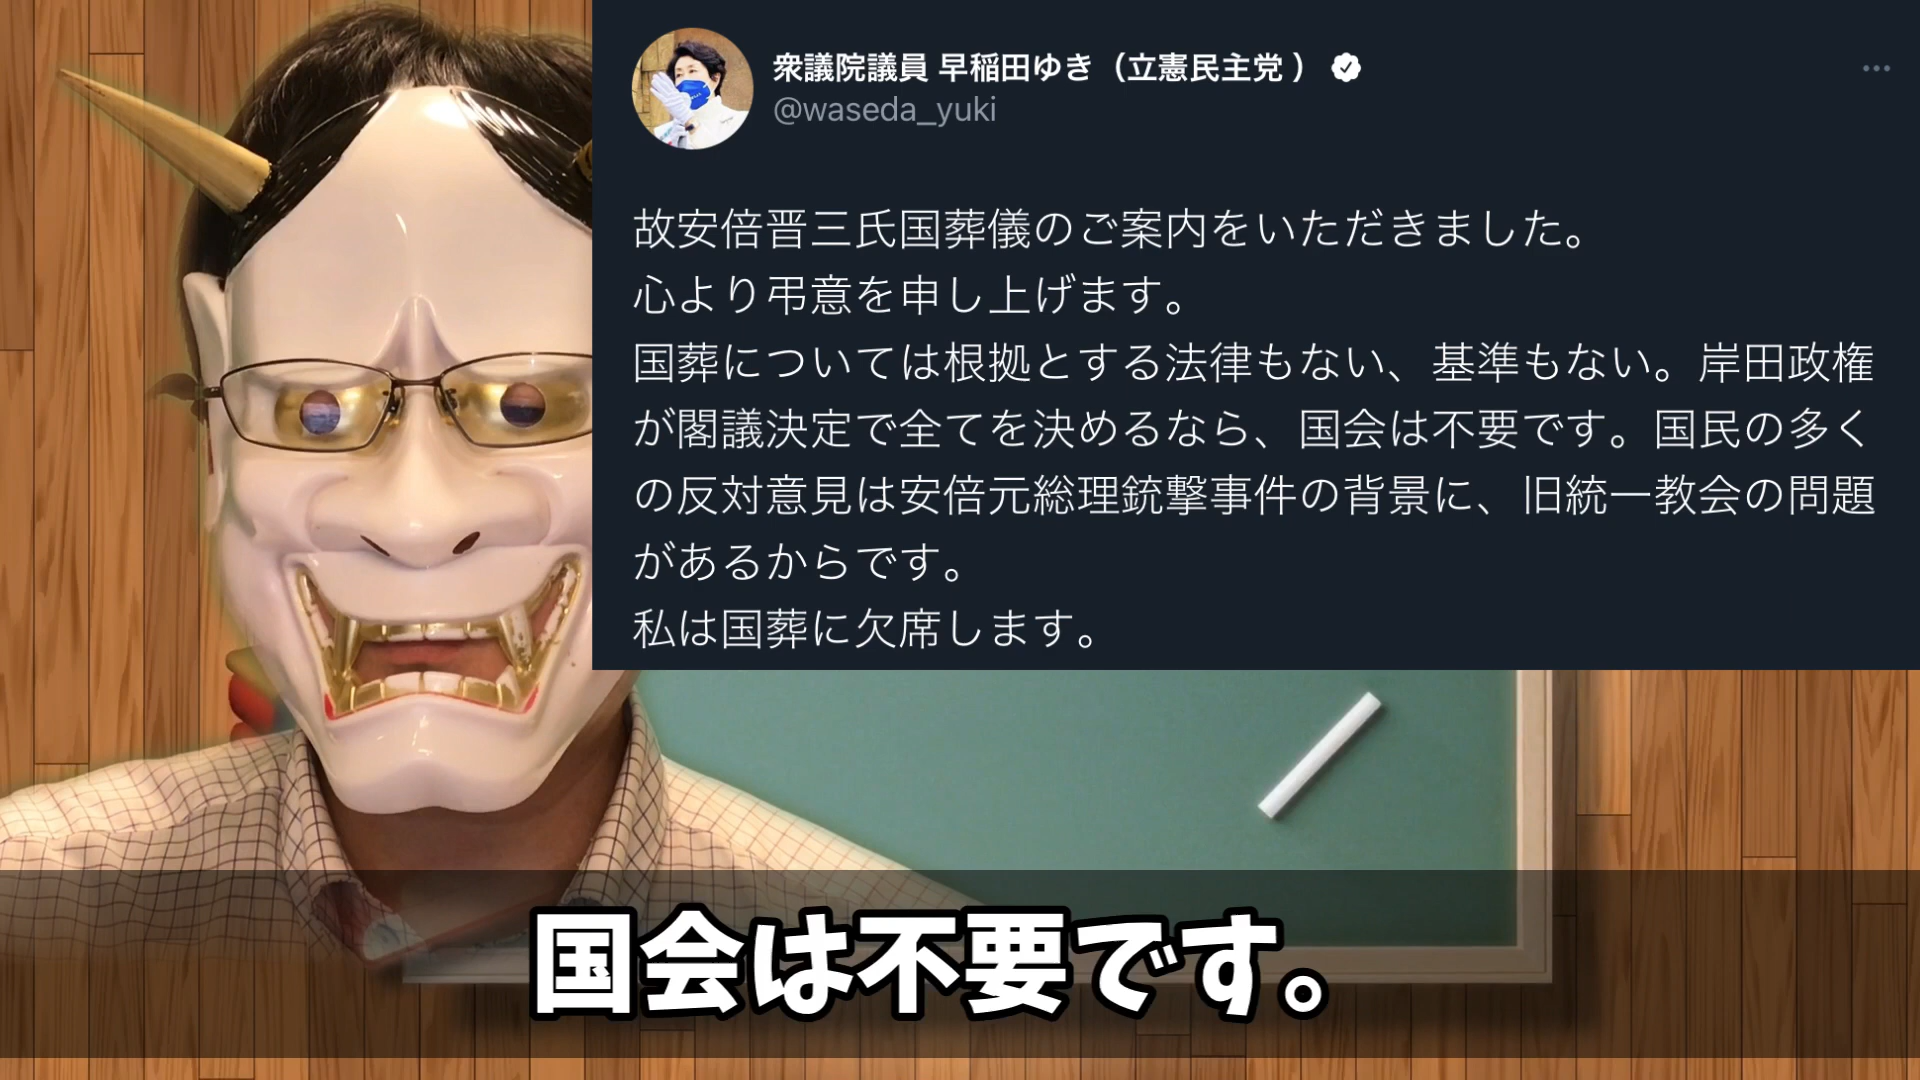 衆議院議員 早稲田ゆき（立憲民主党 ）
@waseda_yuki
故安倍晋三氏国葬儀のご案内をいただきました。
心より弔意を申し上げます。
国葬については根拠とする法律もない、基準もない。岸田政権
が閣議決定で全てを決めるなら、国会は不要です。国民の多く
の反対意見は安倍元総理銃撃事件の背景に、旧統一教会の問題
があるからです。
私は国葬に欠席します。
国会は不要です。